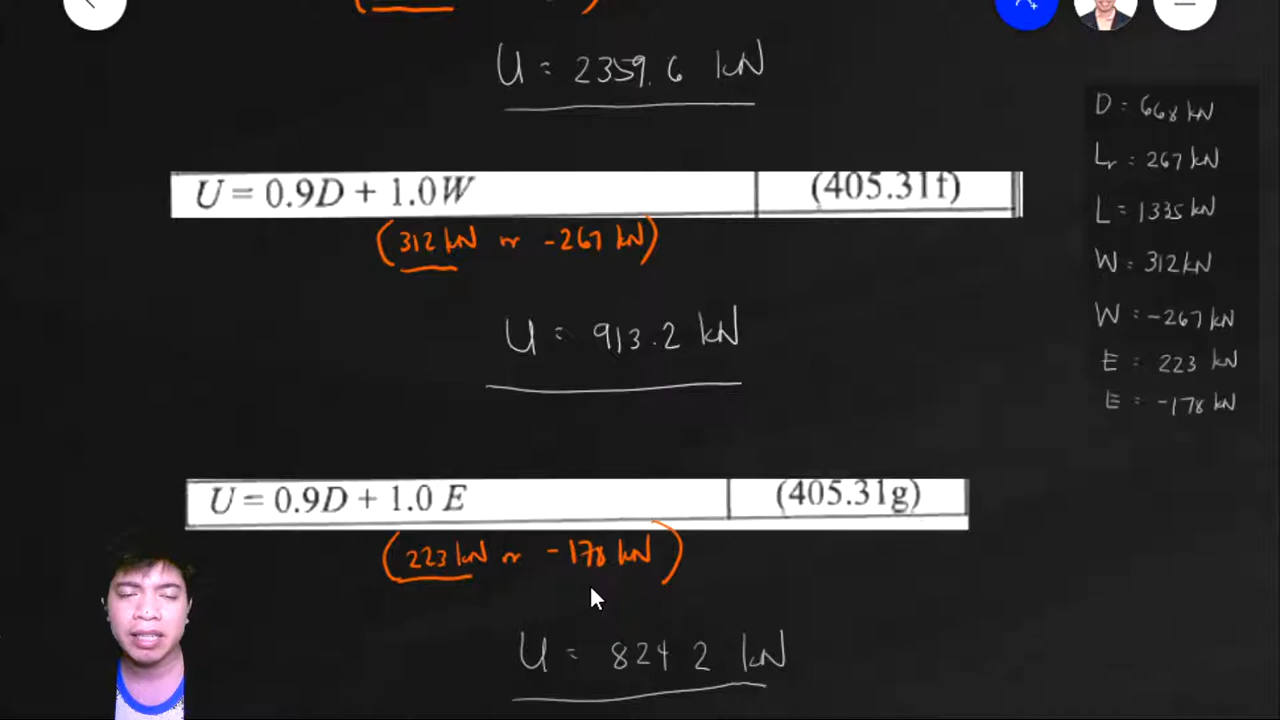 U = 2359.6 kN
D = 668 kN
Lr = 267 kN
L = 1335 kN
W = 312 kN
W = -267 kN
E = 223 kN
E = -178 kN
U = 0.9D + 1.0W (405.31f)
(312 kN or -267 kN)
U = 913.2 kN
U = 0.9D + 1.0 E (405.31g)
(223 kN or -178 kN)
U = 824 2 kN